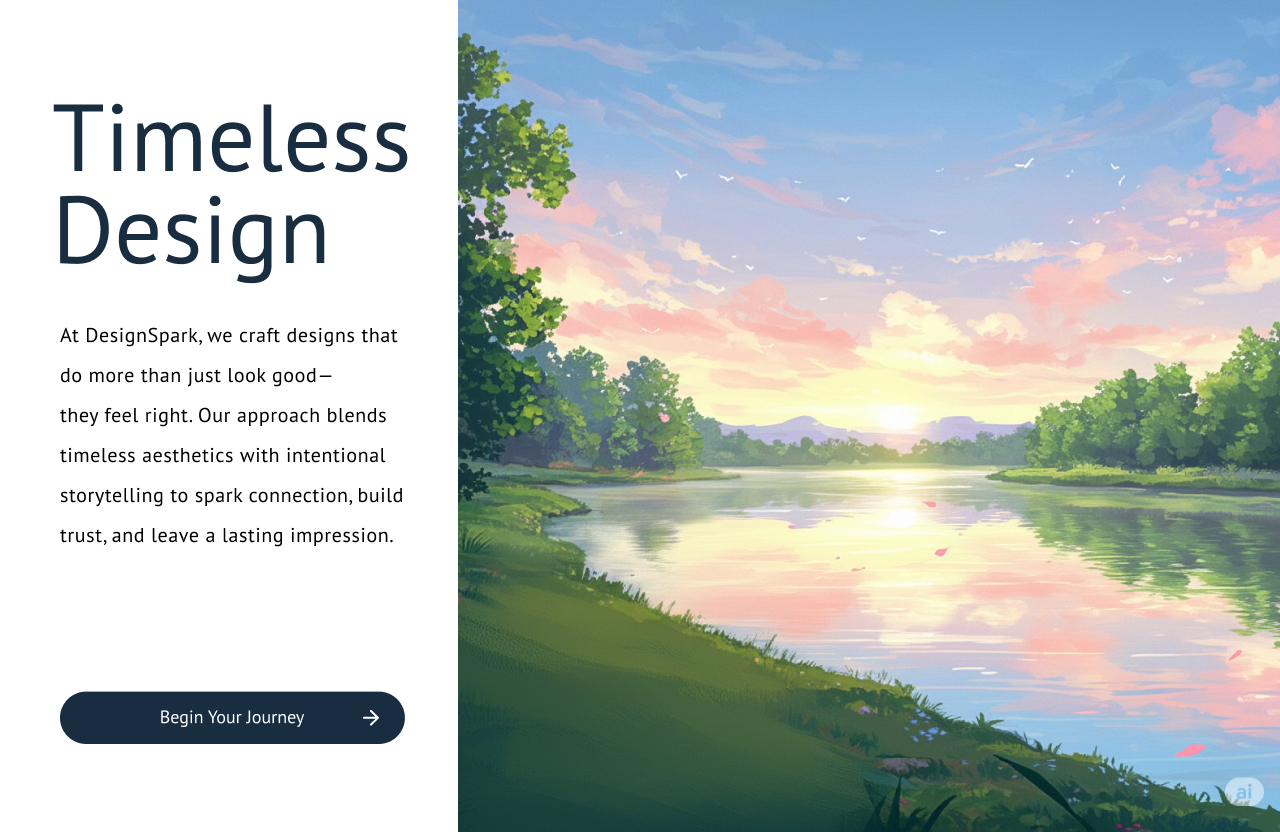 Timeless
Design
At DesignSpark, we craft designs that
do more than just look good—
they feel right. Our approach blends
timeless aesthetics with intentional
storytelling to spark connection, build
trust, and leave a lasting impression.
Begin Your Journey
ai